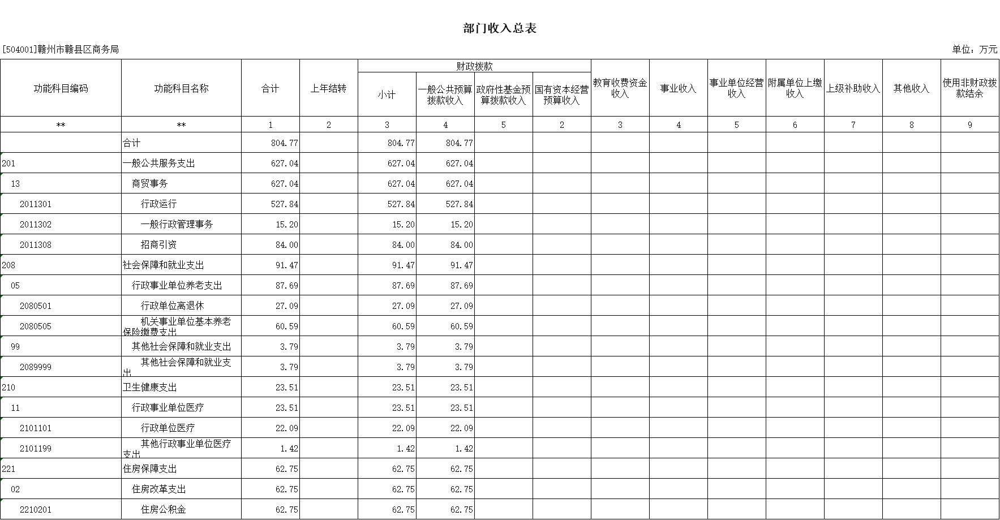 部门收入总表
[504001]赣州市赣县区商务局 单位：万元
功能科目编码 功能科目名称 合计 上年结转 财政拨款 教育收费资金收入 事业收入 事业单位经营收入 附属单位上缴收入 上级补助收入 其他收入 使用非财政拨款结余
小计 一般公共预算拨款收入 政府性基金预算拨款收入 国有资本经营预算收入
** ** 1 2 3 4 5 2 3 4 5 6 7 8 9
合计 804.77 804.77 804.77
201 一般公共服务支出 627.04 627.04 627.04
13 商贸事务 627.04 627.04 627.04
2011301 行政运行 527.84 527.84 527.84
2011302 一般行政管理事务 15.20 15.20 15.20
2011308 招商引资 84.00 84.00 84.00
208 社会保障和就业支出 91.47 91.47 91.47
05 行政事业单位养老支出 87.69 87.69 87.69
2080501 行政单位离退休 27.09 27.09 27.09
2080505 机关事业单位基本养老保险缴费支出 60.59 60.59 60.59
99 其他社会保障和就业支出 3.79 3.79 3.79
2089999 其他社会保障和就业支出 3.79 3.79 3.79
210 卫生健康支出 23.51 23.51 23.51
11 行政事业单位医疗 23.51 23.51 23.51
2101101 行政单位医疗 22.09 22.09 22.09
2101199 其他行政事业单位医疗支出 1.42 1.42 1.42
221 住房保障支出 62.75 62.75 62.75
02 住房改革支出 62.75 62.75 62.75
2210201 住房公积金 62.75 62.75 62.75